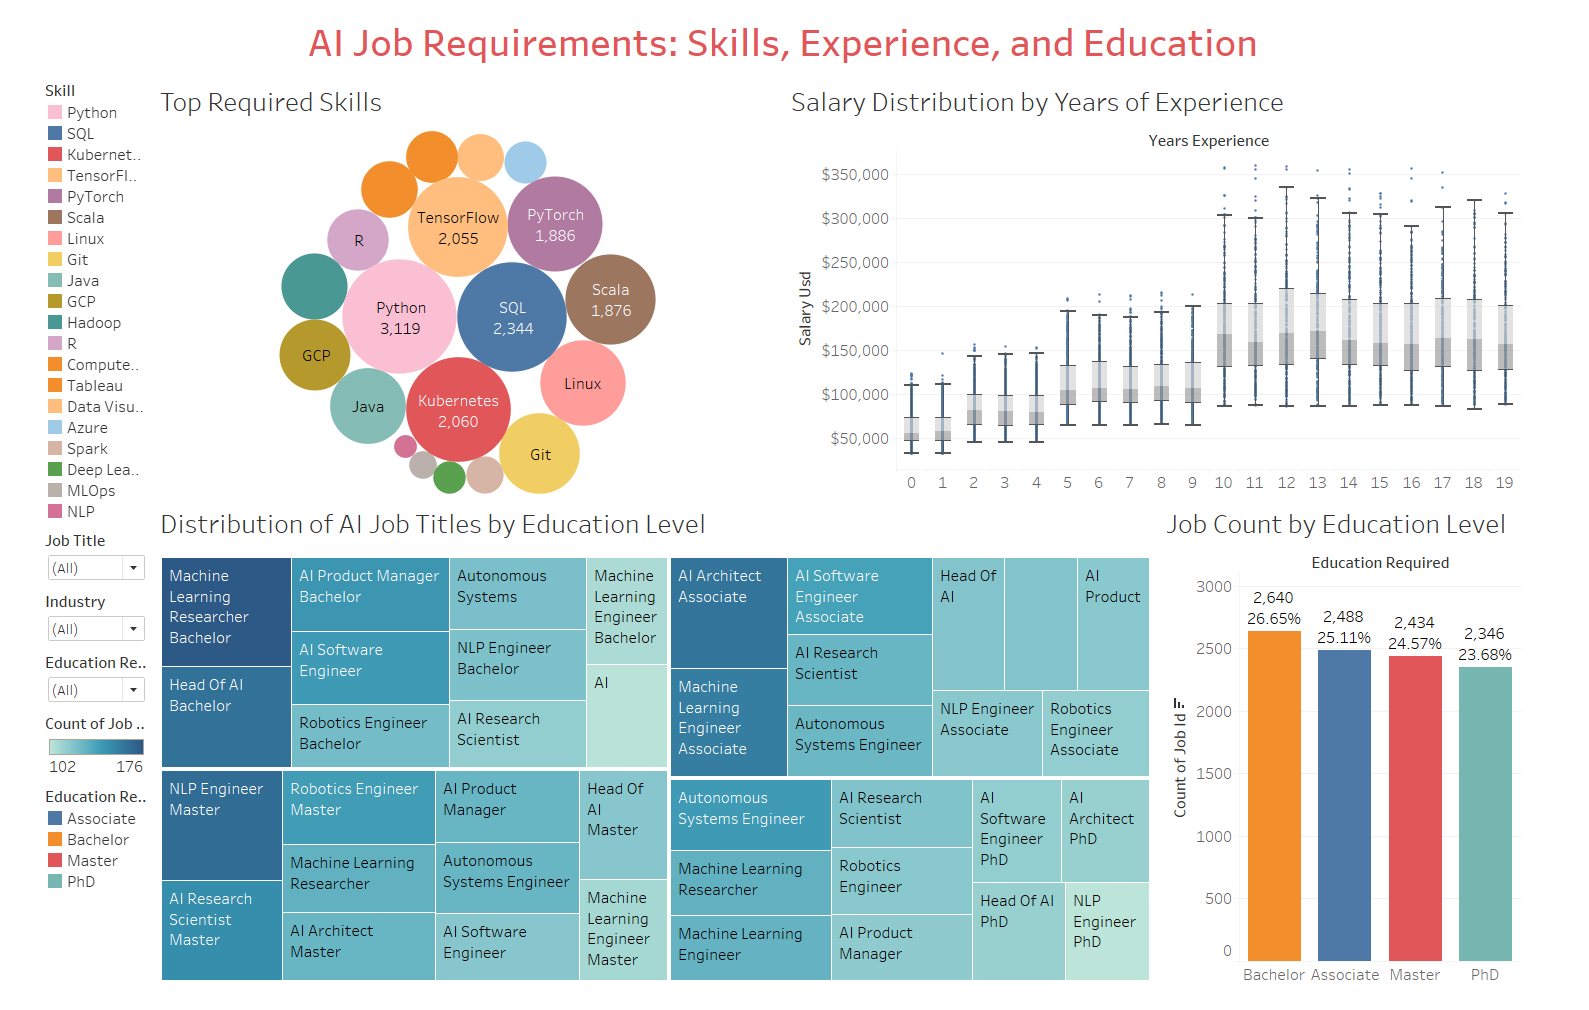 AI Job Requirements: Skills, Experience, and Education
Skill
Python
SQL
Kubernet..
TensorFl..
PyTorch
Scala
Linux
Git
Java
GCP
Hadoop
R
Compute..
Tableau
Data Visu..
Azure
Spark
Deep Lea..
MLOps
NLP
Job Title
(All)
Industry
(All)
Education Re..
(All)
Count of Job ..
102 176
Education Re..
Associate
Bachelor
Master
PhD
Top Required Skills
TensorFlow
2,055
PyTorch
1,886
R
Python
3,119
SQL
2,344
Scala
1,876
GCP
Linux
Java
Kubernetes
2,060
Git
Salary Distribution by Years of Experience
Years Experience
Salary Usd
$350,000
$300,000
$250,000
$200,000
$150,000
$100,000
$50,000
0 1 2 3 4 5 6 7 8 9 10 11 12 13 14 15 16 17 18 19
Distribution of AI Job Titles by Education Level
Machine
Learning
Researcher
Bachelor
Head Of AI
Bachelor
AI Product Manager
Bachelor
AI Software
Engineer
Robotics Engineer
Bachelor
Autonomous
Systems
NLP Engineer
Bachelor
AI Research
Scientist
Machine
Learning
Engineer
Bachelor
AI
AI Architect
Associate
Machine
Learning
Engineer
Associate
AI Software
Engineer
Associate
AI Research
Scientist
Autonomous
Systems Engineer
Head Of
AI
AI
Product
NLP Engineer
Associate
Robotics
Engineer
Associate
NLP Engineer
Master
AI Research
Scientist
Master
Robotics Engineer
Master
Machine Learning
Researcher
AI Architect
Master
AI Product
Manager
Autonomous
Systems Engineer
AI Software
Engineer
Head Of
AI
Master
Machine
Learning
Engineer
Master
Autonomous
Systems Engineer
Machine Learning
Researcher
Machine Learning
Engineer
AI Research
Scientist
Robotics
Engineer
AI Product
Manager
AI
Software
Engineer
PhD
AI
Architect
PhD
Head Of AI
PhD
NLP
Engineer
PhD
Job Count by Education Level
Education Required
Count of Job Id
3000
2500
2000
1500
1000
500
0
2,640
26.65%
2,488
25.11%
2,434
24.57%
2,346
23.68%
Bachelor Associate Master PhD